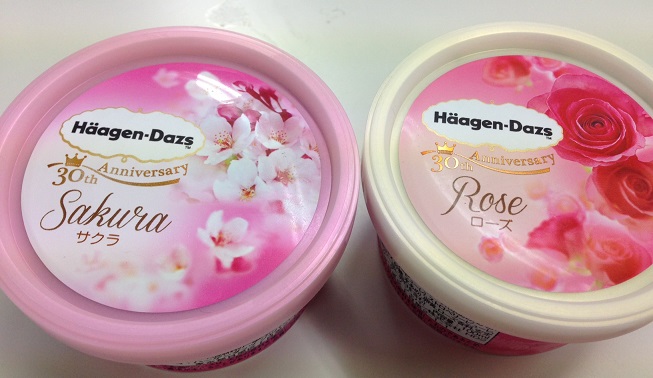 Häagen-Dazs
30th Anniversary
Sakura
サクラ
Häagen-Dazs
30th Anniversary
Rose
ローズ